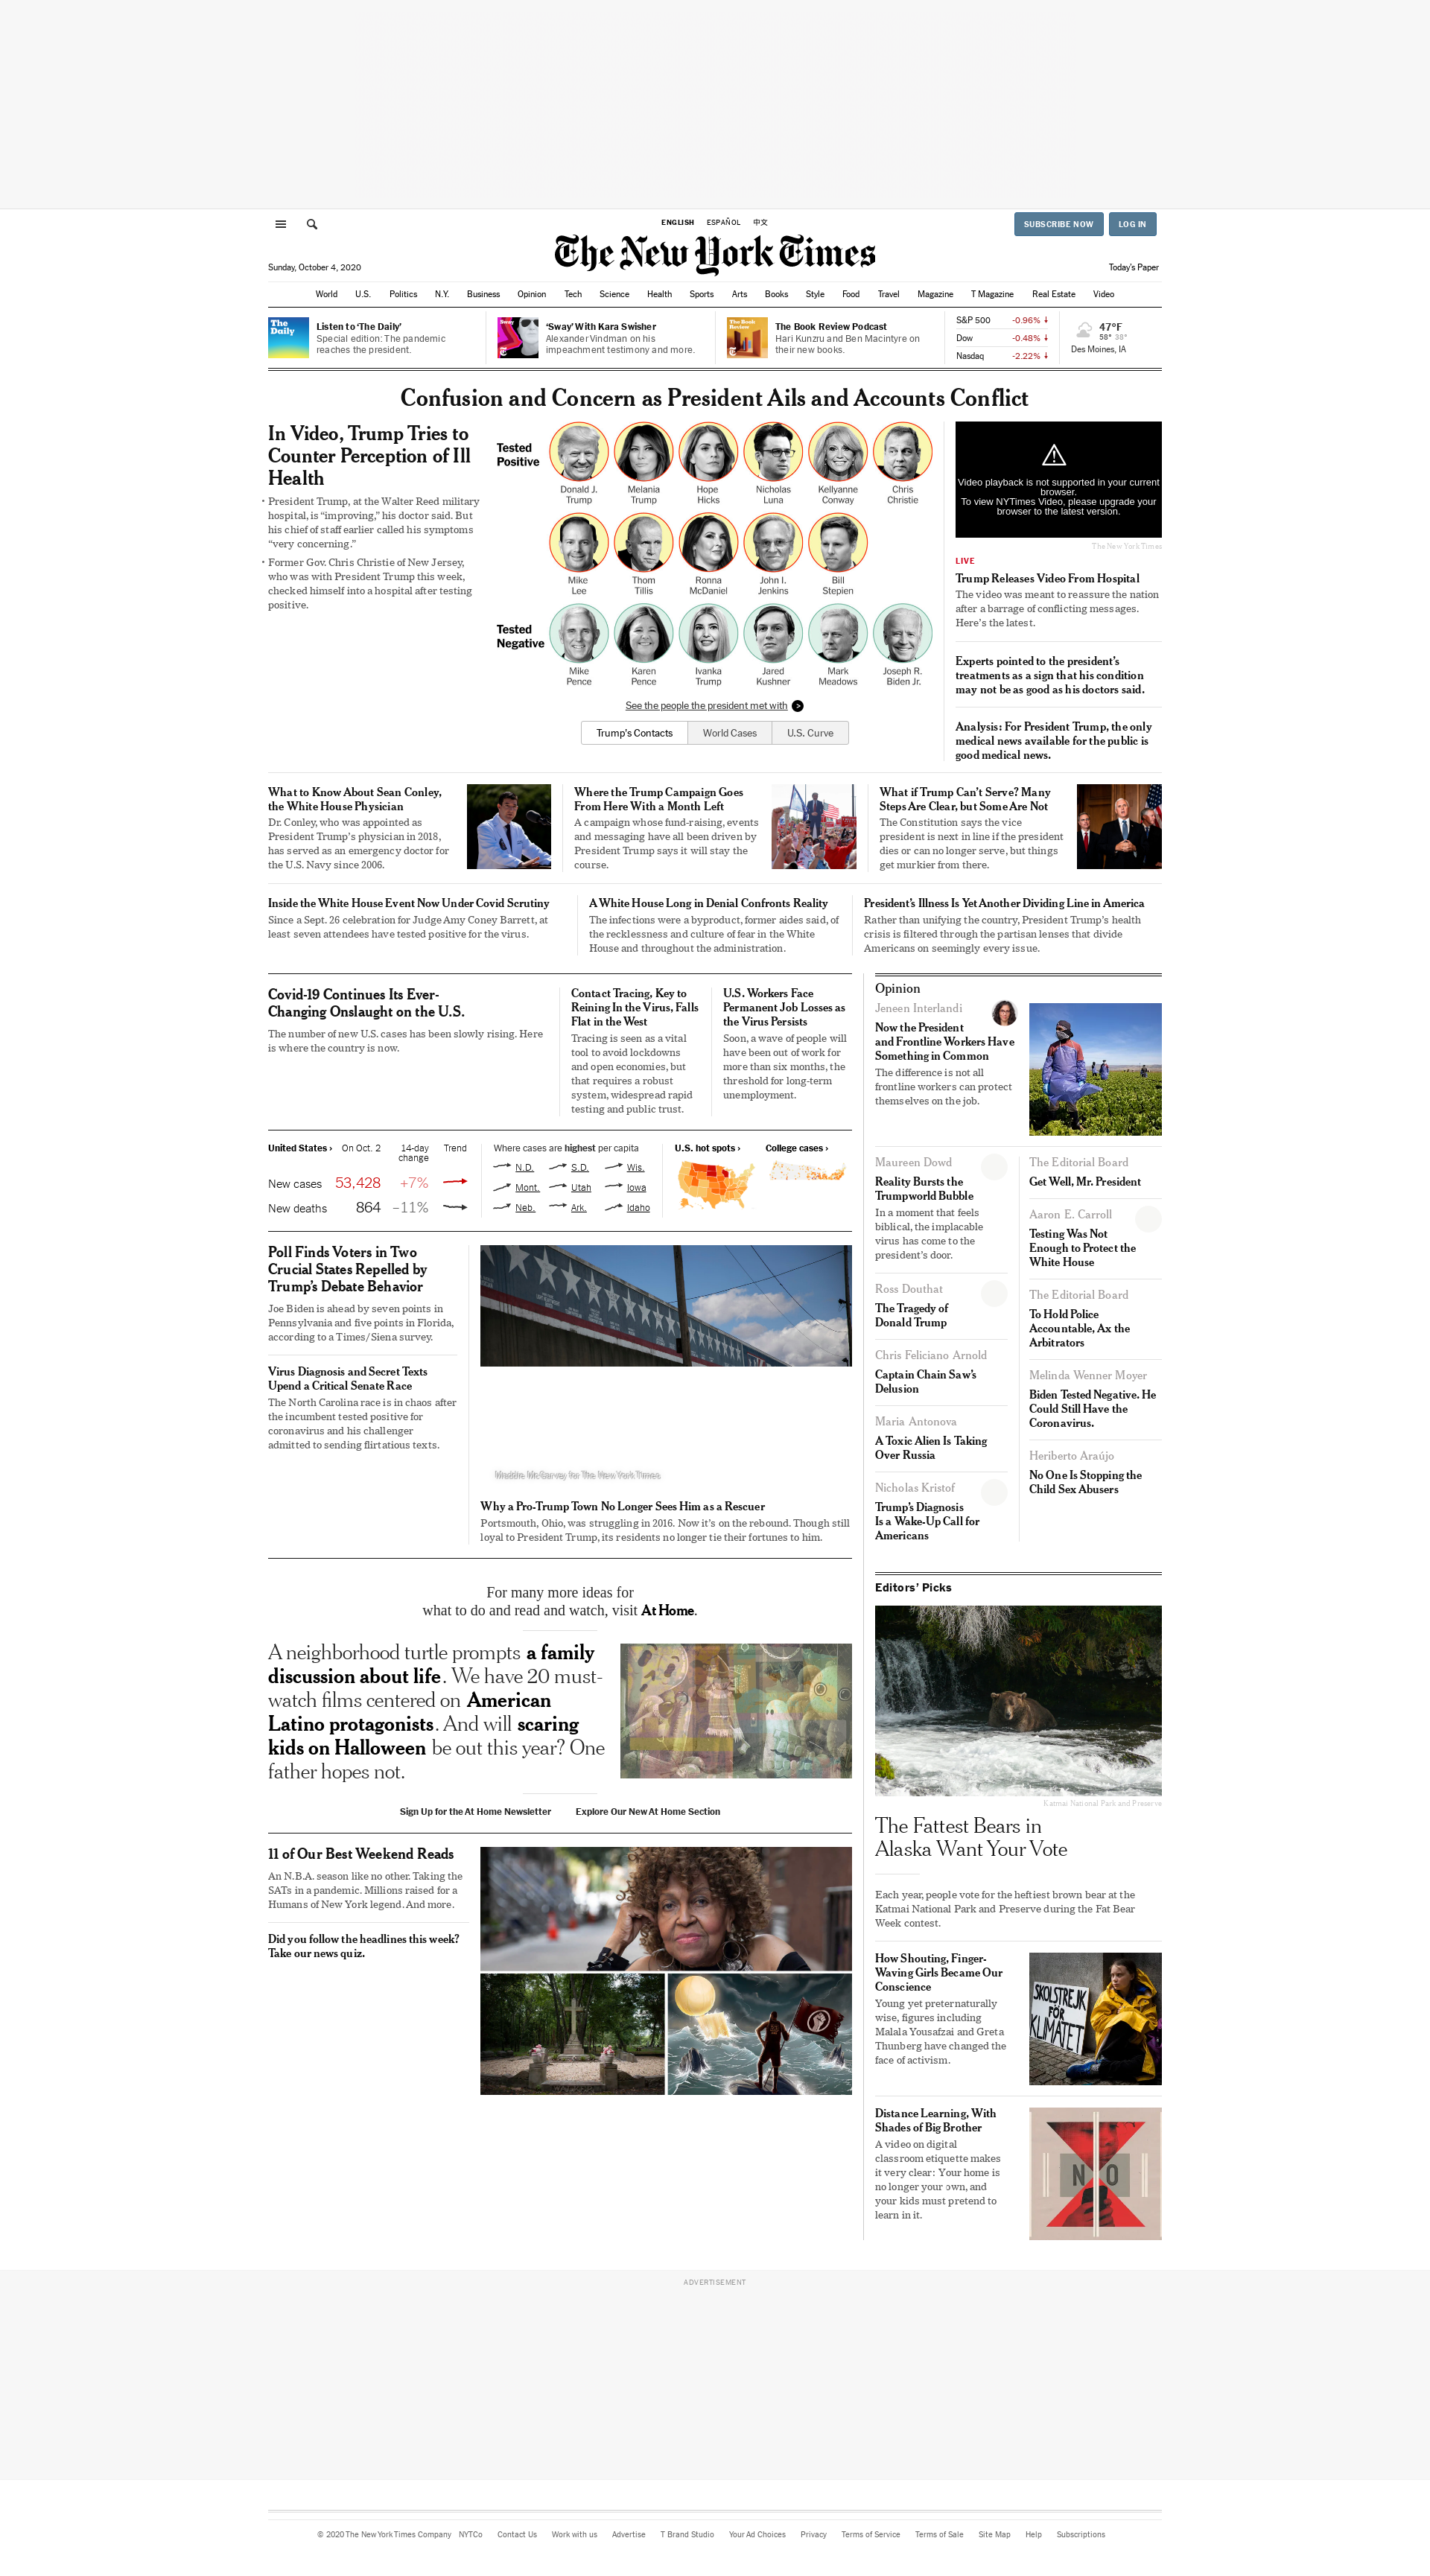 ENGLISH ESPAÑOL 中文
SUBSCRIBE NOW LOG IN
The New York Times
Sunday, October 4, 2020
Today's Paper
World U.S. Politics N.Y. Business Opinion Tech Science Health Sports Arts Books Style Food Travel Magazine T Magazine Real Estate Video
The Daily
Listen to ‘The Daily’
Special edition: The pandemic
reaches the president.
Sway
‘Sway’ With Kara Swisher
Alexander Vindman on his
impeachment testimony and more.
The Book Review
The Book Review Podcast
Hari Kunzru and Ben Macintyre on
their new books.
S&P 500 -0.96%
Dow -0.48%
Nasdaq -2.22%
47°F
58° 38°
Des Moines, IA
Confusion and Concern as President Ails and Accounts Conflict
In Video, Trump Tries to
Counter Perception of Ill
Health
• President Trump, at the Walter Reed military
hospital, is “improving,” his doctor said. But
his chief of staff earlier called his symptoms
“very concerning.”
• Former Gov. Chris Christie of New Jersey,
who was with President Trump this week,
checked himself into a hospital after testing
positive.
Tested
Positive
Donald J. Trump
Melania Trump
Hope Hicks
Nicholas Luna
Kellyanne Conway
Chris Christie
Mike Lee
Thom Tillis
Ronna McDaniel
John I. Jenkins
Bill Stepien
Tested
Negative
Mike Pence
Karen Pence
Ivanka Trump
Jared Kushner
Mark Meadows
Joseph R. Biden Jr.
See the people the president met with
Trump's Contacts World Cases U.S. Curve
Video playback is not supported in your current
browser.
To view NYTimes Video, please upgrade your
browser to the latest version.
The New York Times
LIVE
Trump Releases Video From Hospital
The video was meant to reassure the nation
after a barrage of conflicting messages.
Here’s the latest.
Experts pointed to the president’s
treatments as a sign that his condition
may not be as good as his doctors said.
Analysis: For President Trump, the only
medical news available for the public is
good medical news.
What to Know About Sean Conley,
the White House Physician
Dr. Conley, who was appointed as
President Trump’s physician in 2018,
has served as an emergency doctor for
the U.S. Navy since 2006.
Where the Trump Campaign Goes
From Here With a Month Left
A campaign whose fund-raising, events
and messaging have all been driven by
President Trump says it will stay the
course.
What if Trump Can’t Serve? Many
Steps Are Clear, but Some Are Not
The Constitution says the vice
president is next in line if the president
dies or can no longer serve, but things
get murkier from there.
Inside the White House Event Now Under Covid Scrutiny
Since a Sept. 26 celebration for Judge Amy Coney Barrett, at
least seven attendees have tested positive for the virus.
A White House Long in Denial Confronts Reality
The infections were a byproduct, former aides said, of
the recklessness and culture of fear in the White
House and throughout the administration.
President’s Illness Is Yet Another Dividing Line in America
Rather than unifying the country, President Trump’s health
crisis is filtered through the partisan lenses that divide
Americans on seemingly every issue.
Covid-19 Continues Its Ever-
Changing Onslaught on the U.S.
The number of new U.S. cases has been slowly rising. Here
is where the country is now.
Contact Tracing, Key to
Reining In the Virus, Falls
Flat in the West
Tracing is seen as a vital
tool to avoid lockdowns
and open economies, but
that requires a robust
system, widespread rapid
testing and public trust.
U.S. Workers Face
Permanent Job Losses as
the Virus Persists
Soon, a wave of people will
have been out of work for
more than six months, the
threshold for long-term
unemployment.
United States › On Oct. 2 14-day change Trend
New cases 53,428 +7%
New deaths 864 –11%
Where cases are highest per capita
N.D. S.D. Wis.
Mont. Utah Iowa
Neb. Ark. Idaho
U.S. hot spots ›
College cases ›
Poll Finds Voters in Two
Crucial States Repelled by
Trump’s Debate Behavior
Joe Biden is ahead by seven points in
Pennsylvania and five points in Florida,
according to a Times/Siena survey.
Virus Diagnosis and Secret Texts
Upend a Critical Senate Race
The North Carolina race is in chaos after
the incumbent tested positive for
coronavirus and his challenger
admitted to sending flirtatious texts.
Maddie McGarvey for The New York Times
Why a Pro-Trump Town No Longer Sees Him as a Rescuer
Portsmouth, Ohio, was struggling in 2016. Now it’s on the rebound. Though still
loyal to President Trump, its residents no longer tie their fortunes to him.
For many more ideas for
what to do and read and watch, visit At Home.
A neighborhood turtle prompts a family
discussion about life. We have 20 must-
watch films centered on American
Latino protagonists. And will scaring
kids on Halloween be out this year? One
father hopes not.
Sign Up for the At Home Newsletter Explore Our New At Home Section
11 of Our Best Weekend Reads
An N.B.A. season like no other. Taking the
SATs in a pandemic. Millions raised for a
Humans of New York legend. And more.
Did you follow the headlines this week?
Take our news quiz.
Opinion
Jeneen Interlandi
Now the President
and Frontline Workers Have
Something in Common
The difference is not all
frontline workers can protect
themselves on the job.
Maureen Dowd
Reality Bursts the
Trumpworld Bubble
In a moment that feels
biblical, the implacable
virus has come to the
president’s door.
Ross Douthat
The Tragedy of
Donald Trump
Chris Feliciano Arnold
Captain Chain Saw’s
Delusion
Maria Antonova
A Toxic Alien Is Taking
Over Russia
Nicholas Kristof
Trump’s Diagnosis
Is a Wake-Up Call for
Americans
The Editorial Board
Get Well, Mr. President
Aaron E. Carroll
Testing Was Not
Enough to Protect the
White House
The Editorial Board
To Hold Police
Accountable, Ax the
Arbitrators
Melinda Wenner Moyer
Biden Tested Negative. He
Could Still Have the
Coronavirus.
Heriberto Araújo
No One Is Stopping the
Child Sex Abusers
Editors’ Picks
Katmai National Park and Preserve
The Fattest Bears in
Alaska Want Your Vote
Each year, people vote for the heftiest brown bear at the
Katmai National Park and Preserve during the Fat Bear
Week contest.
How Shouting, Finger-
Waving Girls Became Our
Conscience
Young yet preternaturally
wise, figures including
Malala Yousafzai and Greta
Thunberg have changed the
face of activism.
SKOLSTREJK
FÖR
KLIMATET
Distance Learning, With
Shades of Big Brother
A video on digital
classroom etiquette makes
it very clear: Your home is
no longer your own, and
your kids must pretend to
learn in it.
NO
ADVERTISEMENT
© 2020 The New York Times Company NYTCo Contact Us Work with us Advertise T Brand Studio Your Ad Choices Privacy Terms of Service Terms of Sale Site Map Help Subscriptions